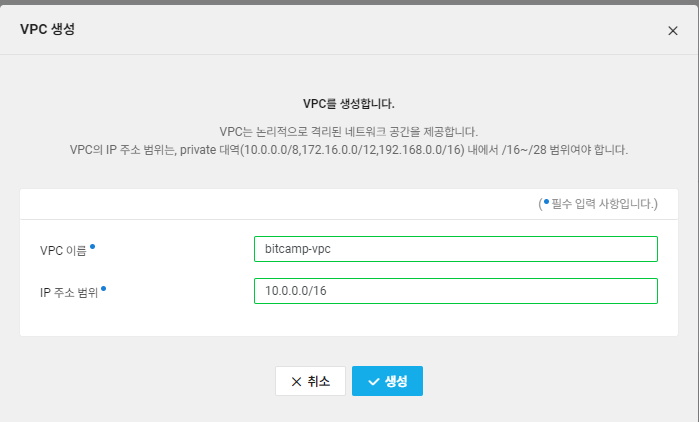 VPC 생성
VPC를 생성합니다.
VPC는 논리적으로 격리된 네트워크 공간을 제공합니다.
VPC의 IP 주소 범위는, private 대역(10.0.0.0/8,172.16.0.0/12,192.168.0.0/16) 내에서 /16~/28 범위여야 합니다.
(• 필수 입력 사항입니다.)
VPC 이름 • bitcamp-vpc
IP 주소 범위 • 10.0.0.0/16
취소 생성